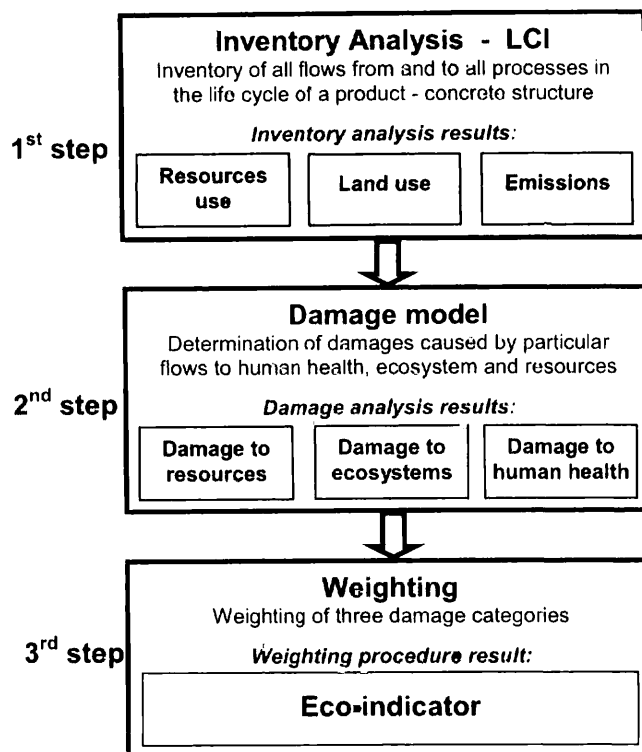 Inventory Analysis - LCI
Inventory of all flows from and to all processes in
the life cycle of a product - concrete structure
1st step
Inventory analysis results:
Resources
use
Land use
Emissions
Damage model
Determination of damages caused by particular
flows to human health, ecosystem and resources
2nd step
Damage analysis results:
Damage to
resources
Damage to
ecosystems
Damage to
human health
Weighting
Weighting of three damage categories
3rd step
Weighting procedure result:
Eco-indicator